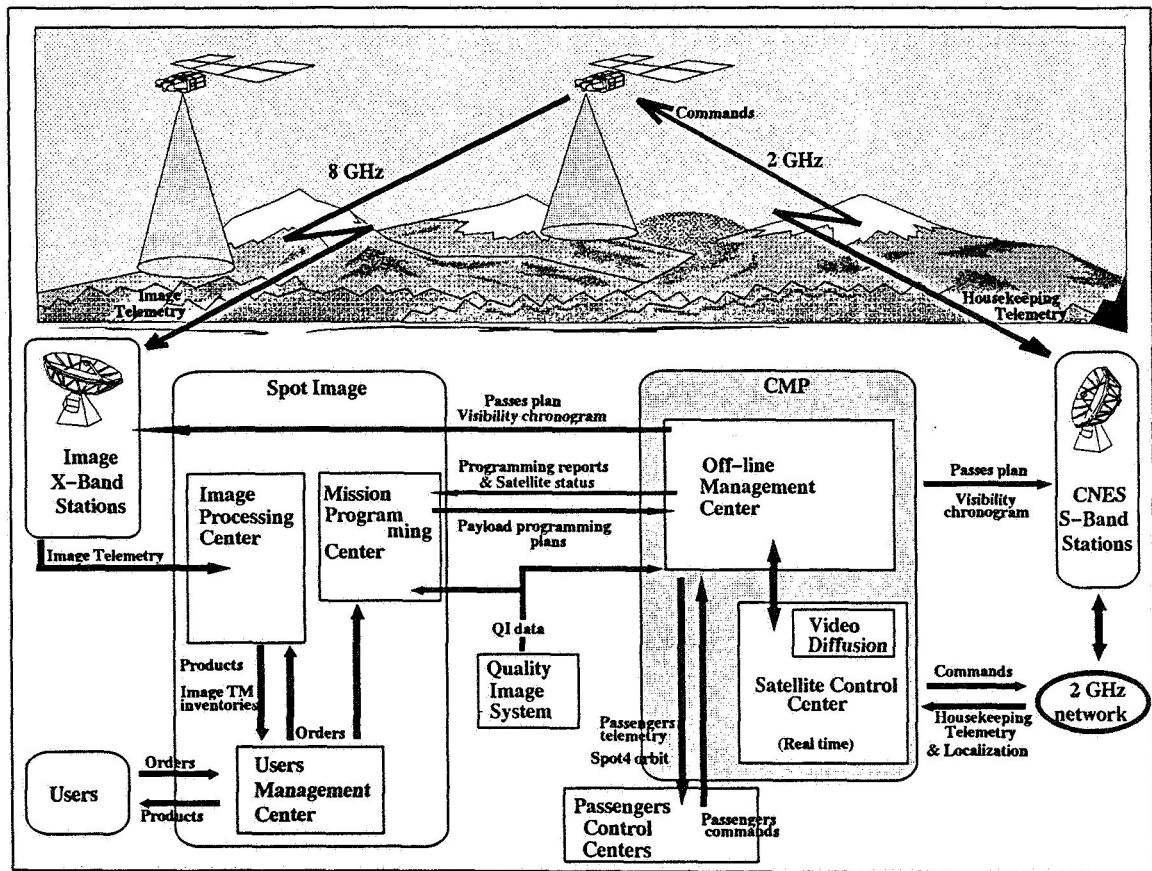 Commands
2 GHz
8 GHz
Image
Telemetry
Housekeeping
Telemetry
Image
X-Band
Stations
Spot Image
CMP
CNES
S-Band
Stations
Passes plan
Visibility chronogram
Programming reports
& Satellite status
Payload programming
plans
Image
Processing
Center
Mission
Program
ming
Center
Off-line
Management
Center
Passes plan
Visibility
chronogram
Image Telemetry
QI data
Quality
Image
System
Video
Diffusion
Satellite Control
Center
(Real time)
Commands
Housekeeping
Telemetry
& Localization
2 GHz
network
Products
Image TM
inventories
Orders
Passengers
telemetry
Spot4 orbit
Users
Orders
Products
Users
Management
Center
Passengers
Control
Centers
Passengers
commands